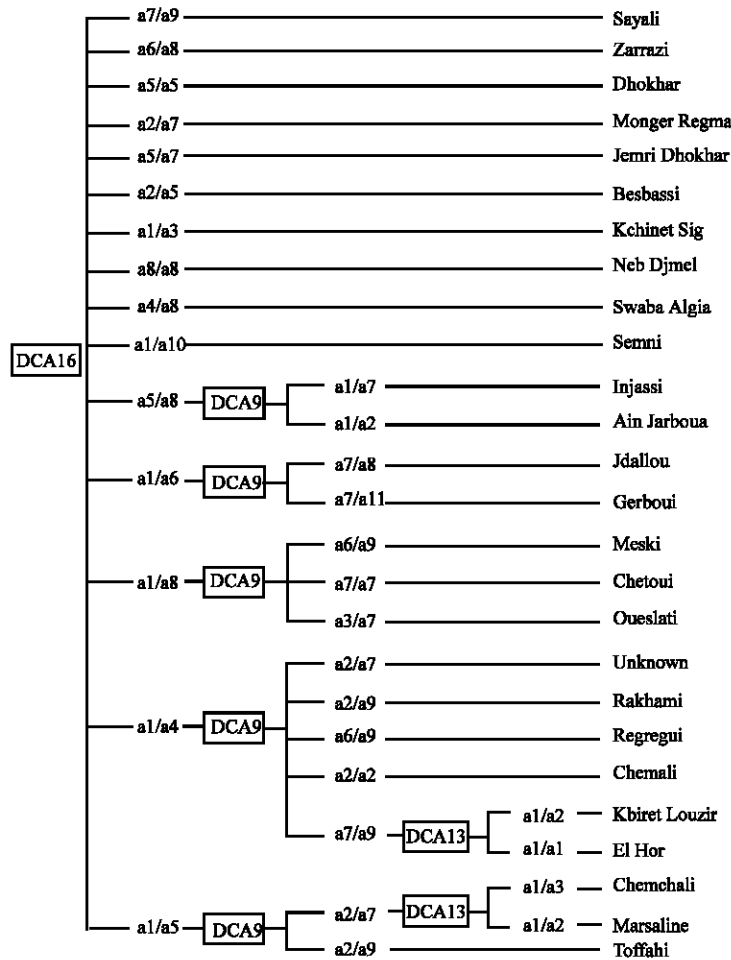 a7/a9 Sayali
a6/a8 Zarrazi
a5/a5 Dhokhar
a2/a7 Monger Regma
a5/a7 Jemri Dhokhar
a2/a5 Besbassi
a1/a3 Kchinet Sig
a8/a8 Neb Djmel
a4/a8 Swaba Algia
a1/a10 Semni
DCA16
a1/a7 Injassi
a5/a8 DCA9
a1/a2 Ain Jarboua
a7/a8 Jdallou
a1/a6 DCA9
a7/a11 Gerboui
a6/a9 Meski
a1/a8 DCA9 a7/a7 Chetoui
a3/a7 Oueslati
a2/a7 Unknown
a2/a9 Rakhami
a1/a4 DCA9
a6/a9 Regregui
a2/a2 Chemali
a1/a2 Kbiret Louzir
a7/a9 DCA13
a1/a1 El Hor
a1/a3 Chemchali
a2/a7 DCA13
a1/a5 DCA9
a1/a2 Marsaline
a2/a9 Toffahi